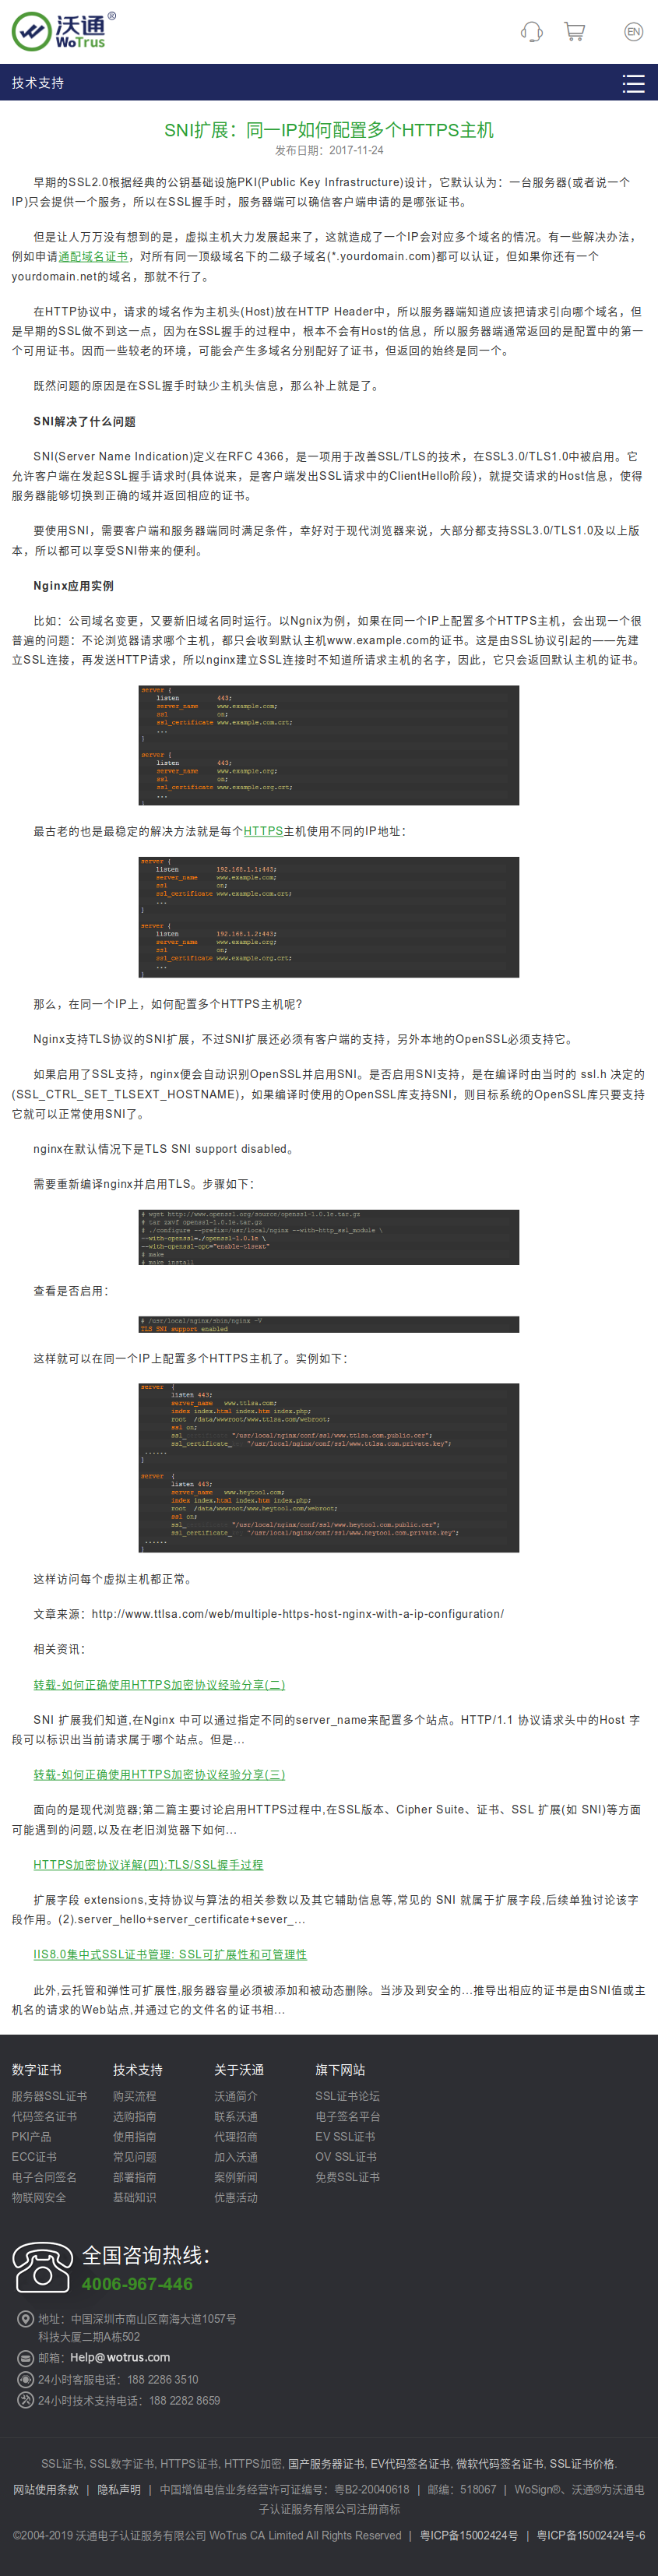 沃通®
WoTrus
EN
技术支持
SNI扩展：同一IP如何配置多个HTTPS主机
发布日期：2017-11-24
早期的SSL2.0根据经典的公钥基础设施PKI(Public Key Infrastructure)设计，它默认认为：一台服务器(或者说一个
IP)只会提供一个服务，所以在SSL握手时，服务器端可以确信客户端申请的是哪张证书。
但是让人万万没有想到的是，虚拟主机大力发展起来了，这就造成了一个IP会对应多个域名的情况。有一些解决办法，
例如申请通配域名证书，对所有同一顶级域名下的二级子域名(*.yourdomain.com)都可以认证，但如果你还有一个
yourdomain.net的域名，那就不行了。
在HTTP协议中，请求的域名作为主机头(Host)放在HTTP Header中，所以服务器端知道应该把请求引向哪个域名，但
是早期的SSL做不到这一点，因为在SSL握手的过程中，根本不会有Host的信息，所以服务器端通常返回的是配置中的第一
个可用证书。因而一些较老的环境，可能会产生多域名分别配好了证书，但返回的始终是同一个。
既然问题的原因是在SSL握手时缺少主机头信息，那么补上就是了。
SNI解决了什么问题
SNI(Server Name Indication)定义在RFC 4366，是一项用于改善SSL/TLS的技术，在SSL3.0/TLS1.0中被启用。它
允许客户端在发起SSL握手请求时(具体说来，是客户端发出SSL请求中的ClientHello阶段)，就提交请求的Host信息，使得
服务器能够切换到正确的域并返回相应的证书。
要使用SNI，需要客户端和服务器端同时满足条件，幸好对于现代浏览器来说，大部分都支持SSL3.0/TLS1.0及以上版
本，所以都可以享受SNI带来的便利。
Nginx应用实例
比如：公司域名变更，又要新旧域名同时运行。以Ngnix为例，如果在同一个IP上配置多个HTTPS主机，会出现一个很
普遍的问题：不论浏览器请求哪个主机，都只会收到默认主机www.example.com的证书。这是由SSL协议引起的——先建
立SSL连接，再发送HTTP请求，所以nginx建立SSL连接时不知道所请求主机的名字，因此，它只会返回默认主机的证书。
server {
listen 443;
server_name www.example.com;
ssl on;
ssl_certificate www.example.com.crt;
...
}
server {
listen 443;
server_name www.example.org;
ssl on;
ssl_certificate www.example.org.crt;
...
}
最古老的也是最稳定的解决方法就是每个HTTPS主机使用不同的IP地址：
server {
listen 192.168.1.1:443;
server_name www.example.com;
ssl on;
ssl_certificate www.example.com.crt;
...
}
server {
listen 192.168.1.2:443;
server_name www.example.org;
ssl on;
ssl_certificate www.example.org.crt;
...
}
那么，在同一个IP上，如何配置多个HTTPS主机呢?
Nginx支持TLS协议的SNI扩展，不过SNI扩展还必须有客户端的支持，另外本地的OpenSSL必须支持它。
如果启用了SSL支持，nginx便会自动识别OpenSSL并启用SNI。是否启用SNI支持，是在编译时由当时的 ssl.h 决定的
(SSL_CTRL_SET_TLSEXT_HOSTNAME)，如果编译时使用的OpenSSL库支持SNI，则目标系统的OpenSSL库只要支持
它就可以正常使用SNI了。
nginx在默认情况下是TLS SNI support disabled。
需要重新编译nginx并启用TLS。步骤如下：
# wget http://www.openssl.org/source/openssl-1.0.1e.tar.gz
# tar zxvf openssl-1.0.1e.tar.gz
# ./configure --prefix=/usr/local/nginx --with-http_ssl_module \
--with-openssl=./openssl-1.0.1e \
--with-openssl-opt="enable-tlsext"
# make
# make install
查看是否启用：
# /usr/local/nginx/sbin/nginx -V
TLS SNI support enabled
这样就可以在同一个IP上配置多个HTTPS主机了。实例如下：
server {
listen 443;
server_name www.ttlsa.com;
index index.html index.htm index.php;
root /data/wwwroot/www.ttlsa.com/webroot;
ssl on;
ssl_ "/usr/local/nginx/conf/ssl/www.ttlsa.com.public.cer";
ssl_certificate_ "/usr/local/nginx/conf/ssl/www.ttlsa.com.private.key";
......
}
server {
listen 443;
server_name www.heytool.com;
index index.html index.htm index.php;
root /data/wwwroot/www.heytool.com/webroot;
ssl on;
ssl_ "/usr/local/nginx/conf/ssl/www.heytool.com.public.cer";
ssl_certificate_ "/usr/local/nginx/conf/ssl/www.heytool.com.private.key";
......
}
这样访问每个虚拟主机都正常。
文章来源：http://www.ttlsa.com/web/multiple-https-host-nginx-with-a-ip-configuration/
相关资讯：
转载-如何正确使用HTTPS加密协议经验分享(二)
SNI 扩展我们知道,在Nginx 中可以通过指定不同的server_name来配置多个站点。HTTP/1.1 协议请求头中的Host 字
段可以标识出当前请求属于哪个站点。但是...
转载-如何正确使用HTTPS加密协议经验分享(三)
面向的是现代浏览器;第二篇主要讨论启用HTTPS过程中,在SSL版本、Cipher Suite、证书、SSL 扩展(如 SNI)等方面
可能遇到的问题,以及在老旧浏览器下如何...
HTTPS加密协议详解(四):TLS/SSL握手过程
扩展字段 extensions,支持协议与算法的相关参数以及其它辅助信息等,常见的 SNI 就属于扩展字段,后续单独讨论该字
段作用。(2).server_hello+server_certificate+sever_...
IIS8.0集中式SSL证书管理: SSL可扩展性和可管理性
此外,云托管和弹性可扩展性,服务器容量必须被添加和被动态删除。当涉及到安全的...推导出相应的证书是由SNI值或主
机名的请求的Web站点,并通过它的文件名的证书相...
数字证书 技术支持 关于沃通 旗下网站
服务器SSL证书 购买流程 沃通简介 SSL证书论坛
代码签名证书 选购指南 联系沃通 电子签名平台
PKI产品 使用指南 代理招商 EV SSL证书
ECC证书 常见问题 加入沃通 OV SSL证书
电子合同签名 部署指南 案例新闻 免费SSL证书
物联网安全 基础知识 优惠活动
全国咨询热线：
4006-967-446
地址：中国深圳市南山区南海大道1057号
科技大厦二期A栋502
邮箱：Help@wotrus.com
24小时客服电话：188 2286 3510
24小时技术支持电话：188 2282 8659
SSL证书, SSL数字证书, HTTPS证书, HTTPS加密, 国产服务器证书, EV代码签名证书, 微软代码签名证书, SSL证书价格.
网站使用条款 | 隐私声明 | 中国增值电信业务经营许可证编号：粤B2-20040618 | 邮编：518067 | WoSign®、沃通®为沃通电
子认证服务有限公司注册商标
©2004-2019 沃通电子认证服务有限公司 WoTrus CA Limited All Rights Reserved | 粤ICP备15002424号 | 粤ICP备15002424号-6